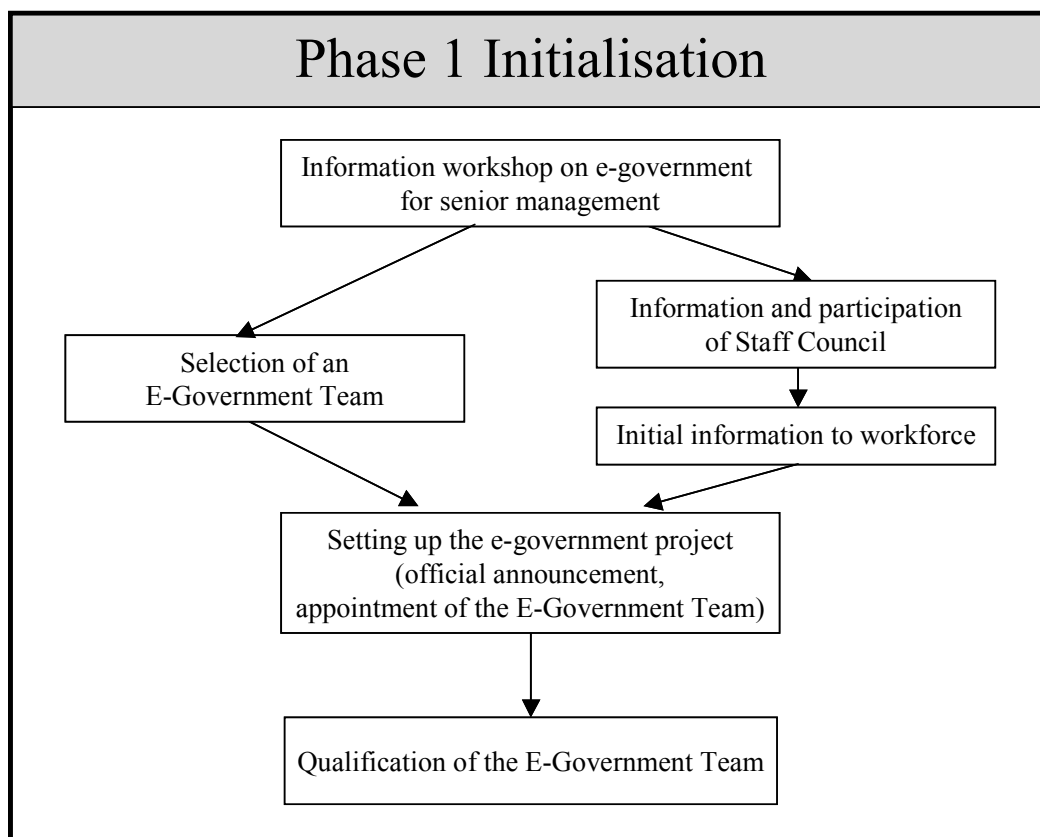 Phase 1 Initialisation
Information workshop on e-government
for senior management
Information and participation
of Staff Council
Selection of an
E-Government Team
Initial information to workforce
Setting up the e-government project
(official announcement,
appointment of the E-Government Team)
Qualification of the E-Government Team